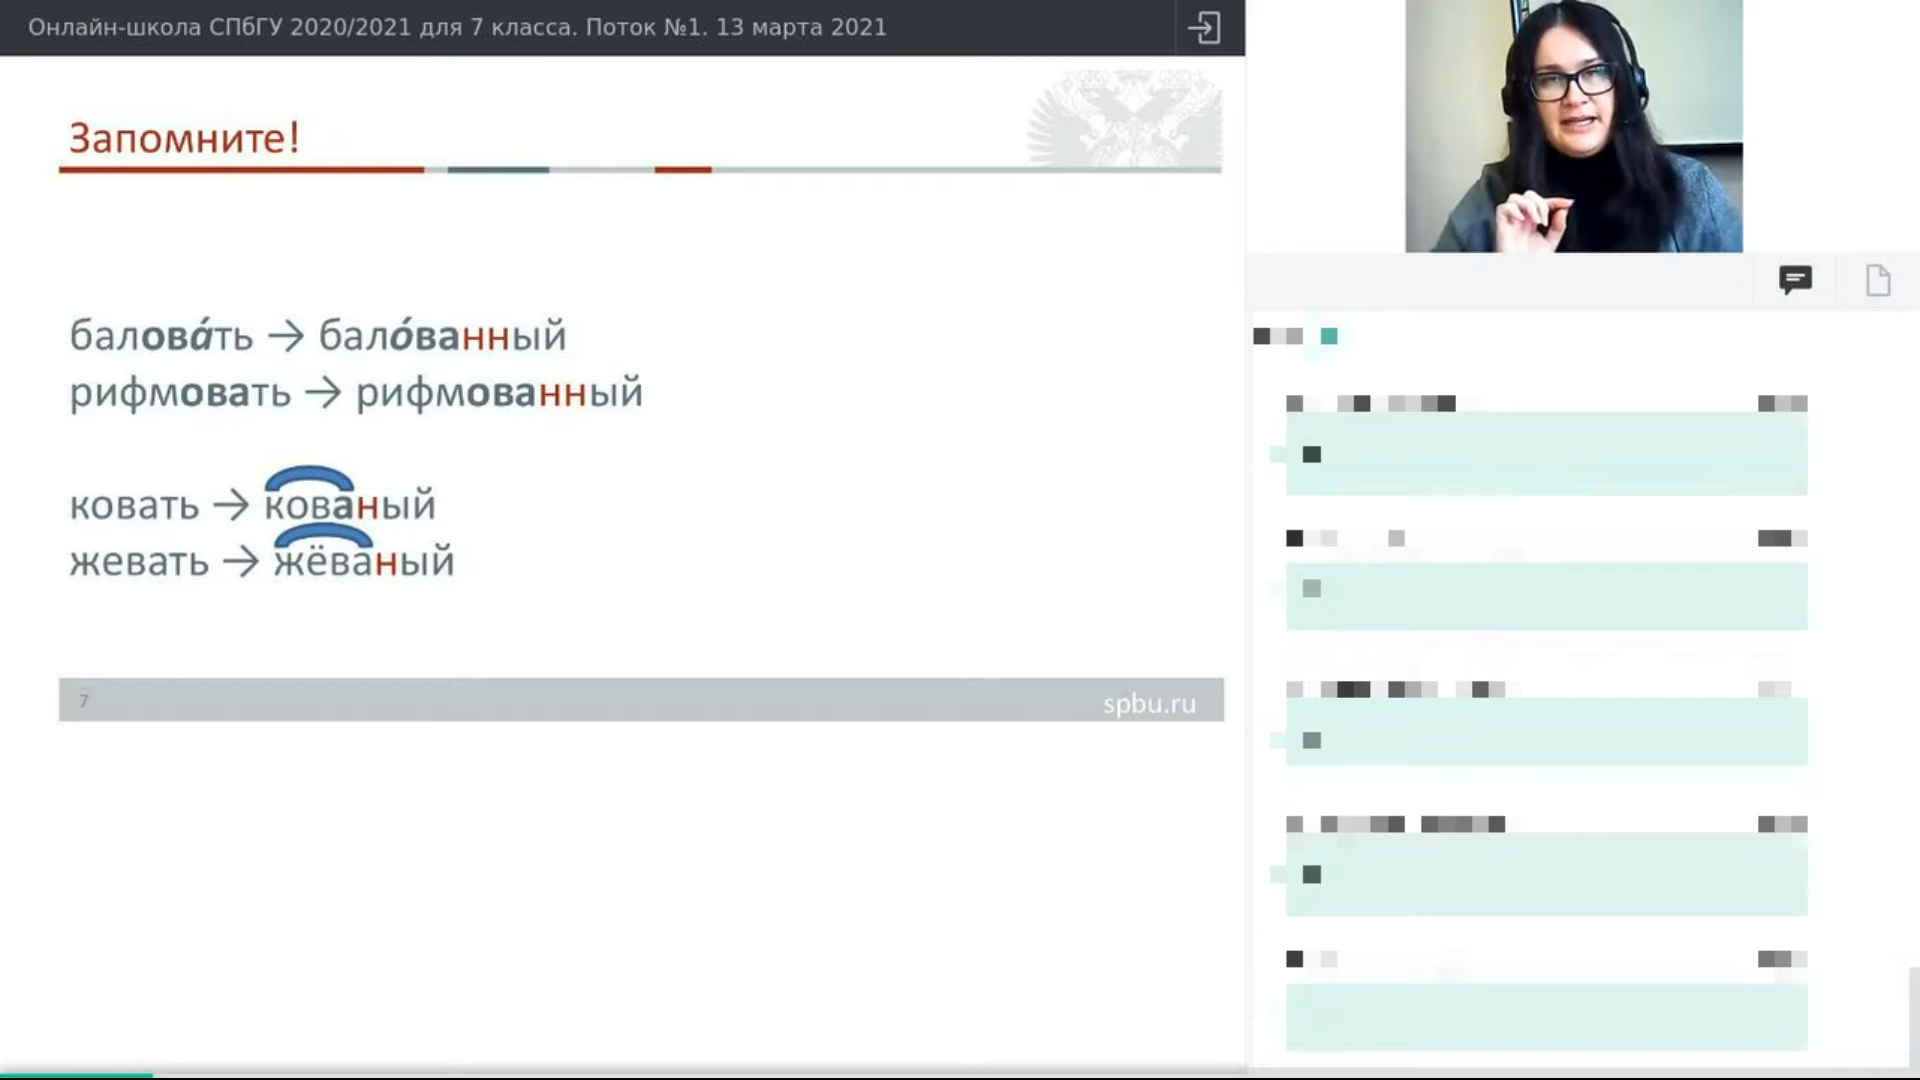 Онлайн-школа СПбГУ 2020/2021 для 7 класса. Поток №1. 13 марта 2021
Запомните!
баловáть → балóванный
рифмовать → рифмованный
ковать → кованый
жевать → жёваный
7
spbu.ru